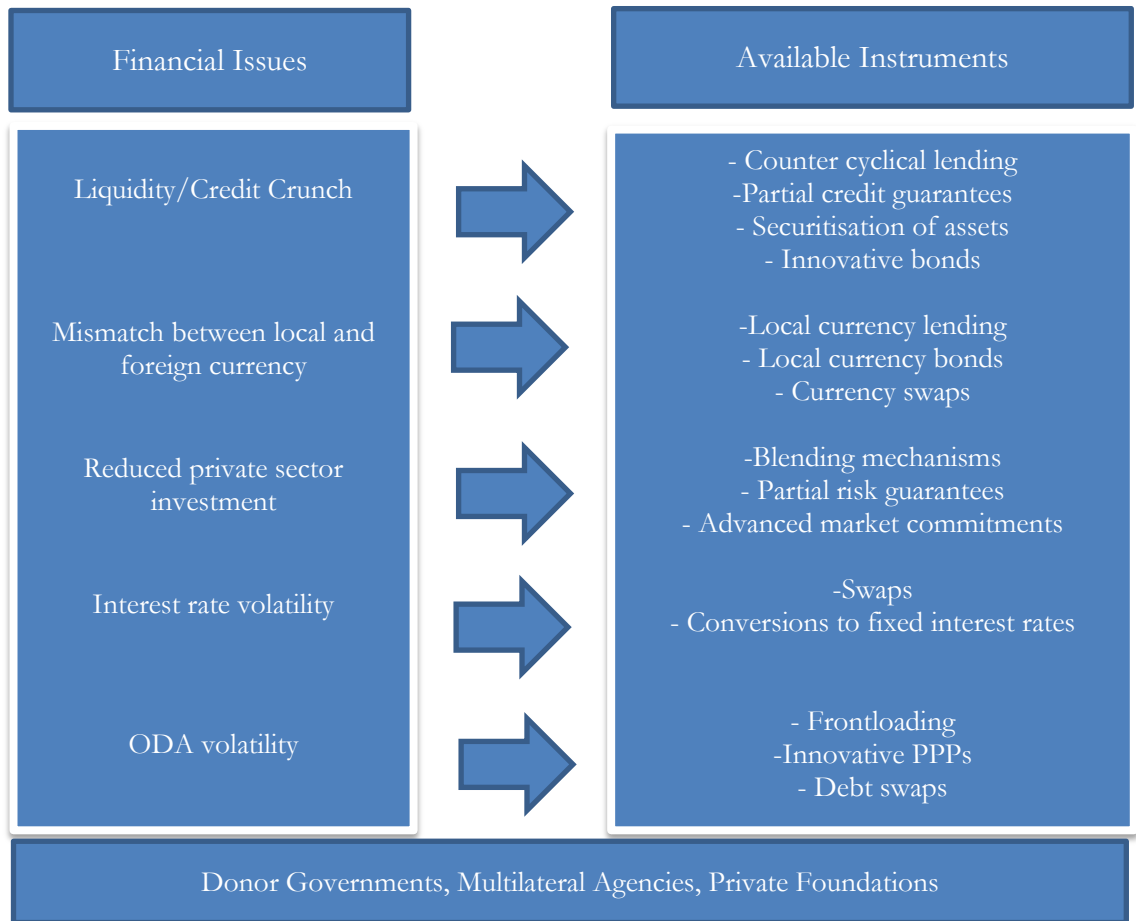 Financial Issues
Available Instruments
Liquidity/Credit Crunch
- Counter cyclical lending
-Partial credit guarantees
- Securitisation of assets
- Innovative bonds
Mismatch between local and
foreign currency
-Local currency lending
- Local currency bonds
- Currency swaps
Reduced private sector
investment
-Blending mechanisms
- Partial risk guarantees
- Advanced market commitments
Interest rate volatility
-Swaps
- Conversions to fixed interest rates
ODA volatility
- Frontloading
-Innovative PPPs
- Debt swaps
Donor Governments, Multilateral Agencies, Private Foundations